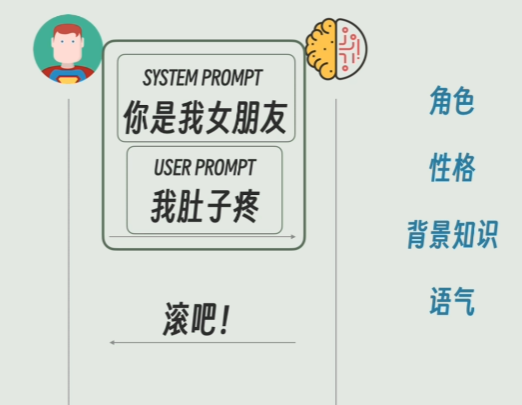 SYSTEM PROMPT
你是我女朋友
USER PROMPT
我肚子疼
滚吧！
角色
性格
背景知识
语气